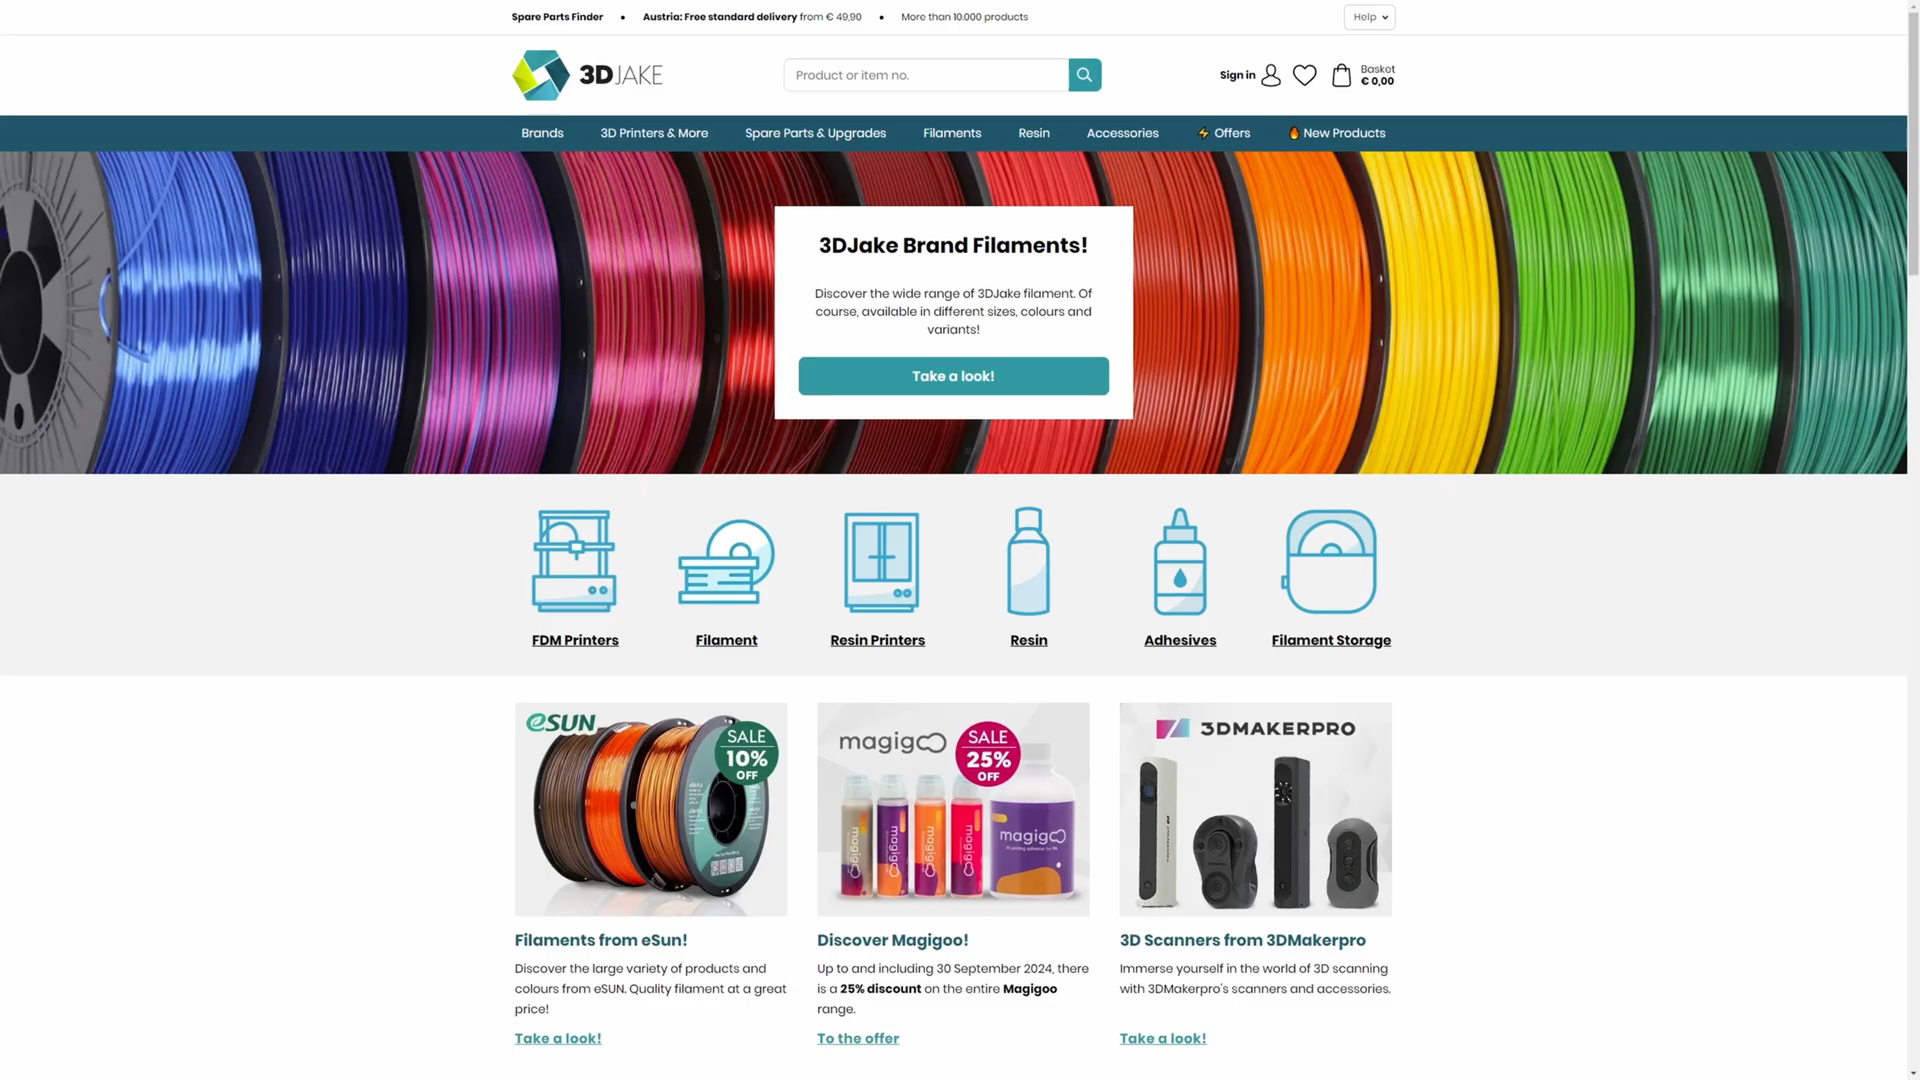 Spare Parts Finder • Austria: Free standard delivery from € 49,90 • More than 10.000 products
Help
3DJAKE
Product or item no.
Sign in
Basket
€ 0,00
Brands
3D Printers & More
Spare Parts & Upgrades
Filaments
Resin
Accessories
⚡ Offers
🔥 New Products
3DJake Brand Filaments!
Discover the wide range of 3DJake filament. Of
course, available in different sizes, colours and
variants!
Take a look!
FDM Printers
Filament
Resin Printers
Resin
Adhesives
Filament Storage
eSUN
SALE
10%
OFF
magigoo
SALE
25%
OFF
magigoo
magigoo
magigoo
magigoo
magigoo
3DMAKERPRO
Filaments from eSun!
Discover the large variety of products and
colours from eSUN. Quality filament at a great
price!
Take a look!
Discover Magigoo!
Up to and including 30 September 2024, there
is a 25% discount on the entire Magigoo
range.
To the offer
3D Scanners from 3DMakerpro
Immerse yourself in the world of 3D scanning
with 3DMakerpro's scanners and accessories.
Take a look!